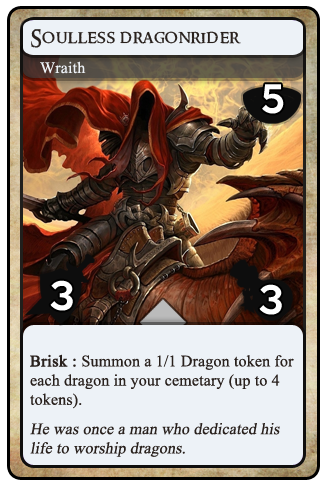 Soulless dragonrider
Wraith
5
3
3
Brisk : Summon a 1/1 Dragon token for
each dragon in your cemetary (up to 4
tokens).
He was once a man who dedicated his
life to worship dragons.